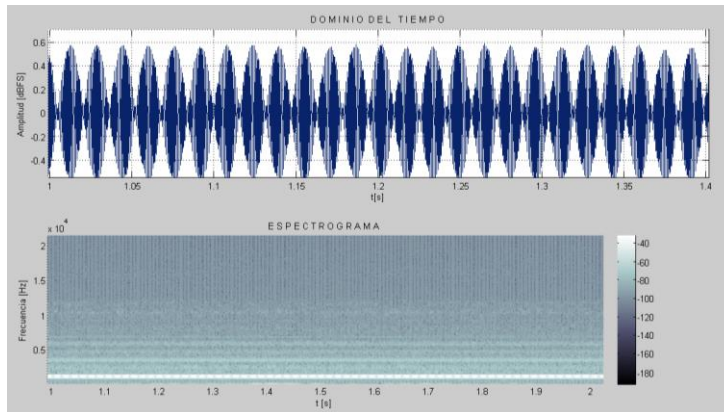 DOMINIO DEL TIEMPO
Amplitud [dBFS]
0.6
0.4
0.2
0
-0.2
-0.4
1 1.05 1.1 1.15 1.2 1.25 1.3 1.35 1.4
t[s]
ESPECTROGRAMA
x 10^4
Frecuencia [Hz]
2
1.5
1
0.5
1 1.1 1.2 1.3 1.4 1.5 1.6 1.7 1.8 1.9 2
t [s]
-40
-60
-80
-100
-120
-140
-160
-180